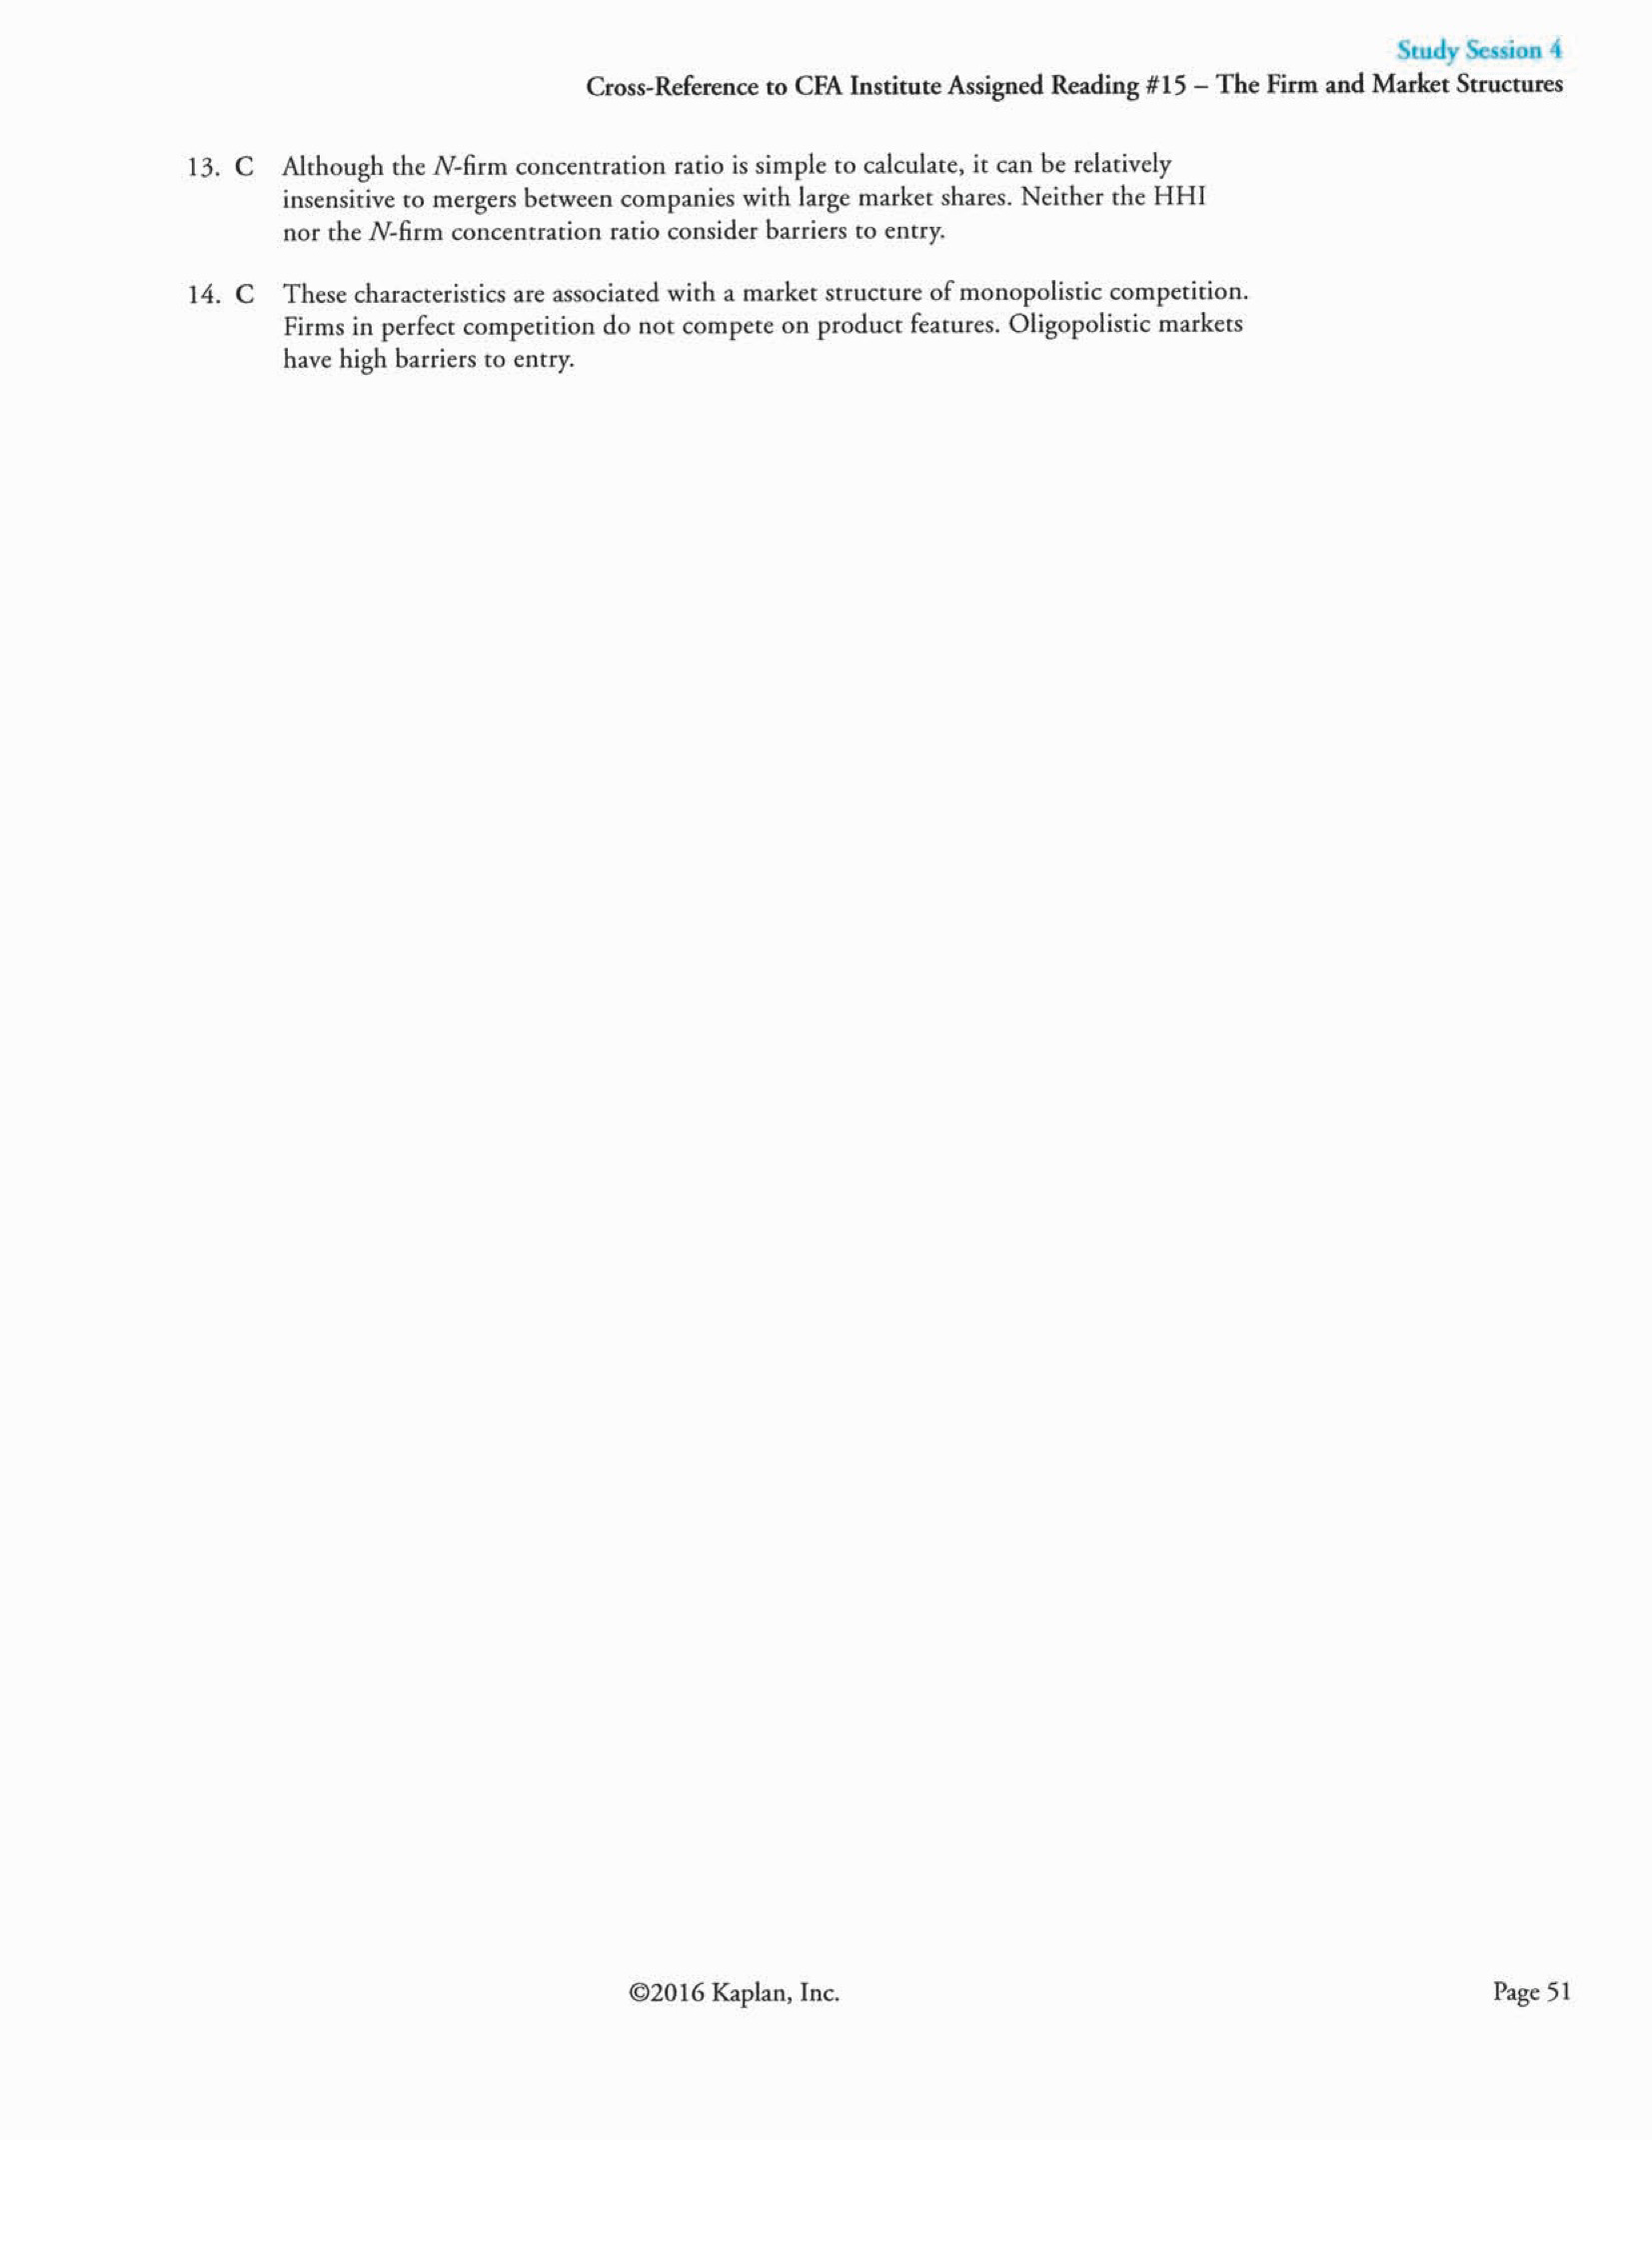 Study Session 4
Cross-Reference to CFA Institute Assigned Reading #15 – The Firm and Market Structures
13. C Although the N-firm concentration ratio is simple to calculate, it can be relatively
insensitive to mergers between companies with large market shares. Neither the HHI
nor the N-firm concentration ratio consider barriers to entry.
14. C These characteristics are associated with a market structure of monopolistic competition.
Firms in perfect competition do not compete on product features. Oligopolistic markets
have high barriers to entry.
©2016 Kaplan, Inc.
Page 51